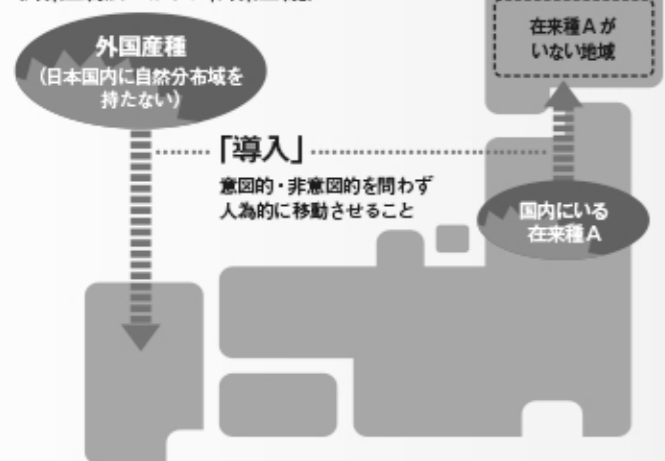 外国産種
(日本国内に自然分布域を
持たない)
在来種Aが
いない地域
「導入」
意図的・非意図的を問わず
人為的に移動させること
国内にいる
在来種A